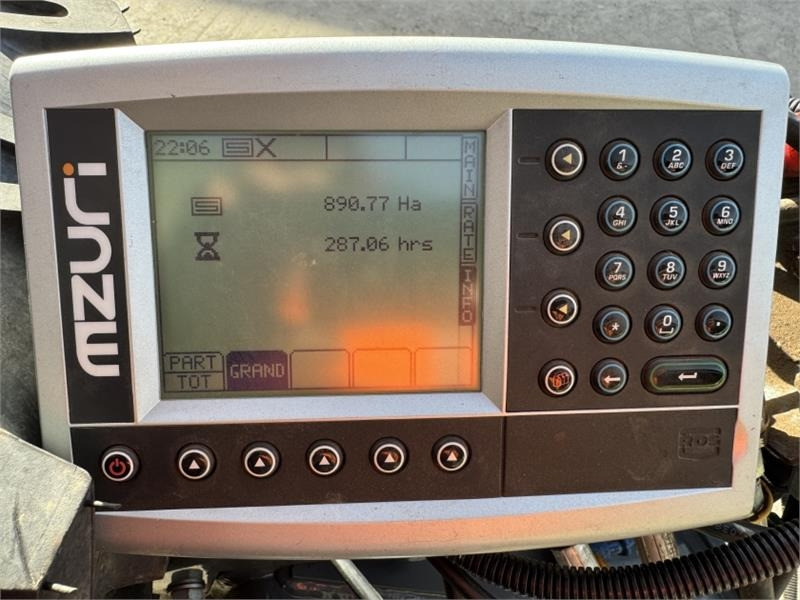 mzuri
22:06 X
890.77 Ha
287.06 hrs
MAIN
RATE
INFO
PART
TOT
GRAND
1 &.-
2 ABC
3 DEF
4 GHI
5 JKL
6 MNO
7 PQRS
8 TUV
9 WXYZ
*
0
.
RDS